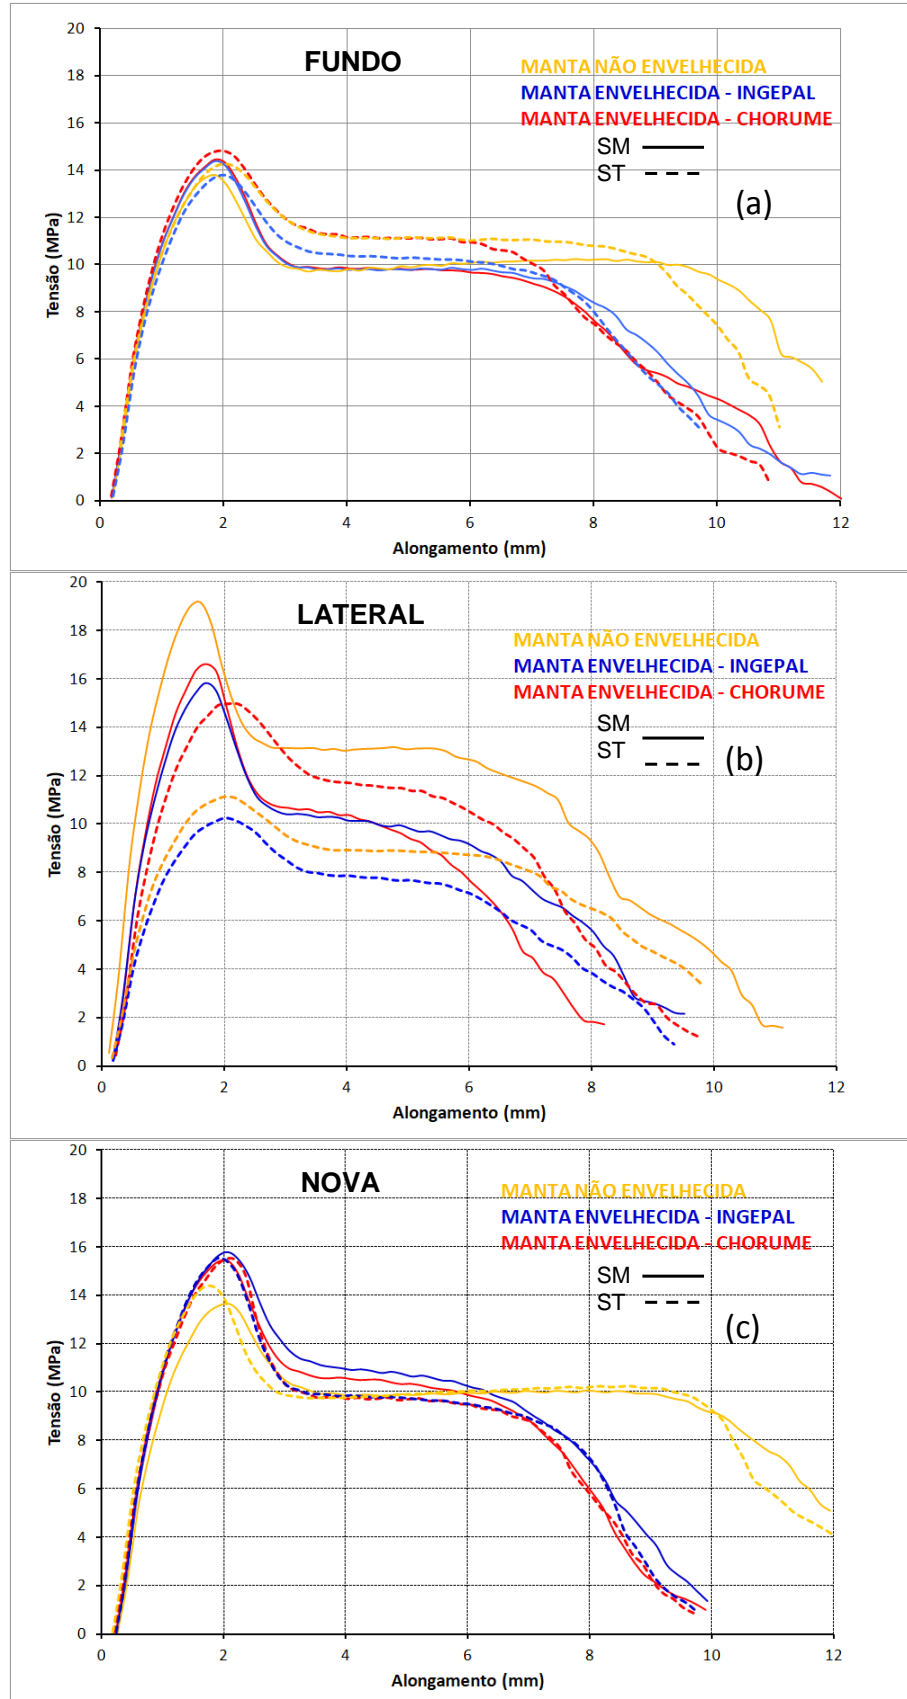 FUNDO
MANTA NÃO ENVELHECIDA
MANTA ENVELHECIDA - INGEPAL
MANTA ENVELHECIDA - CHORUME
SM
ST
(a)
Tensão (MPa)
20
18
16
14
12
10
8
6
4
2
0
0 2 4 6 8 10 12
Alongamento (mm)
LATERAL
MANTA NÃO ENVELHECIDA
MANTA ENVELHECIDA - INGEPAL
MANTA ENVELHECIDA - CHORUME
SM
ST
(b)
Tensão (MPa)
20
18
16
14
12
10
8
6
4
2
0
0 2 4 6 8 10 12
Alongamento (mm)
NOVA
MANTA NÃO ENVELHECIDA
MANTA ENVELHECIDA - INGEPAL
MANTA ENVELHECIDA - CHORUME
SM
ST
(c)
Tensão (MPa)
20
18
16
14
12
10
8
6
4
2
0
0 2 4 6 8 10 12
Alongamento (mm)